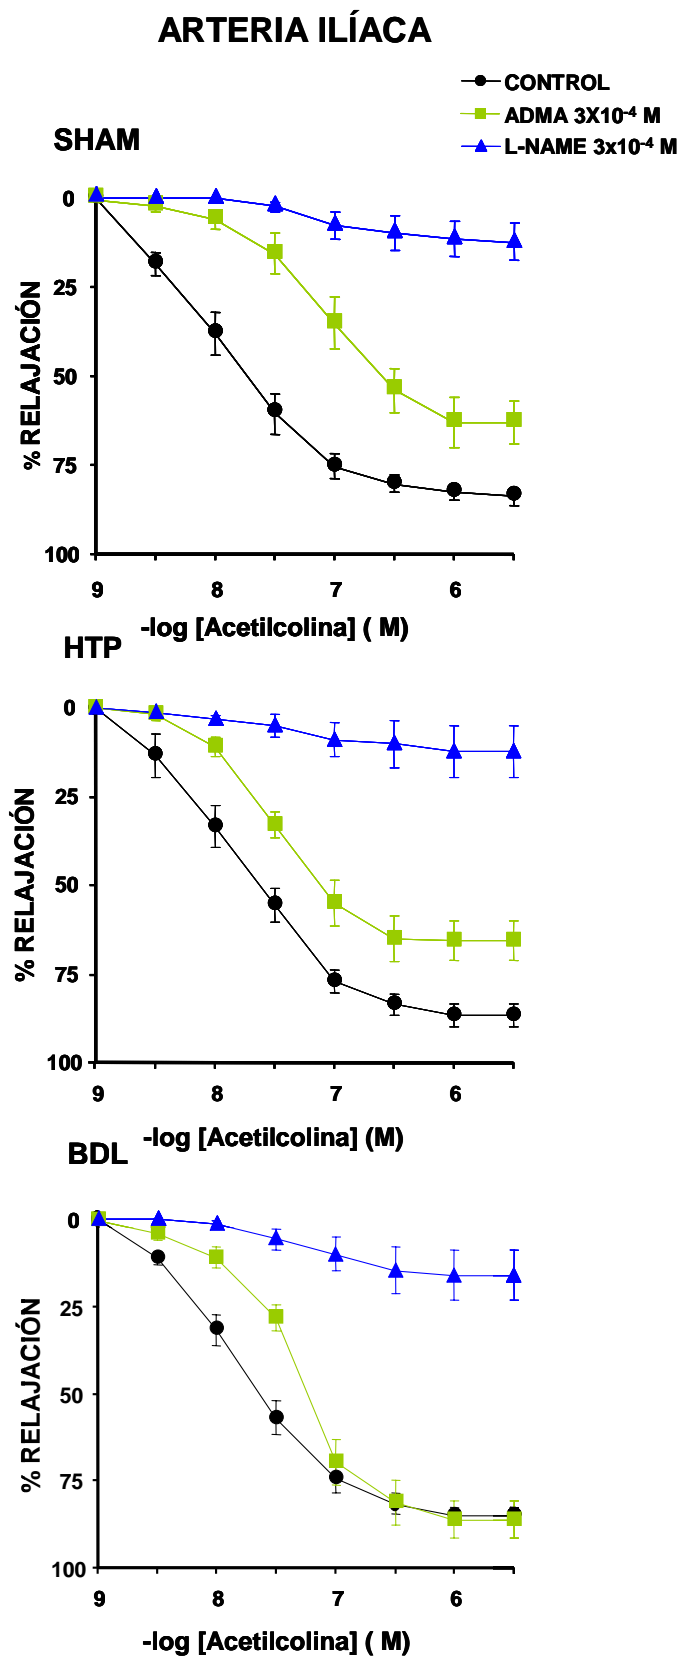 ARTERIA ILÍACA
CONTROL
ADMA 3X10⁻⁴ M
L-NAME 3x10⁻⁴ M
SHAM
% RELAJACIÓN
0
25
50
75
100
9 8 7 6
-log [Acetilcolina] ( M)
HTP
% RELAJACIÓN
0
25
50
75
100
9 8 7 6
-log [Acetilcolina] (M)
BDL
% RELAJACIÓN
0
25
50
75
100
9 8 7 6
-log [Acetilcolina] ( M)